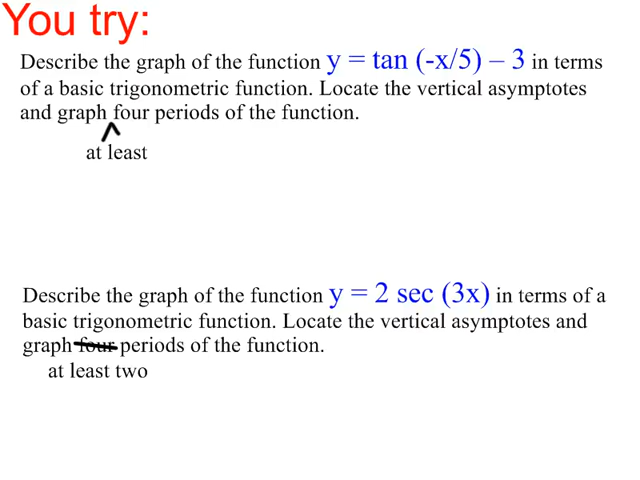 You try:
Describe the graph of the function y = tan (-x/5) – 3 in terms
of a basic trigonometric function. Locate the vertical asymptotes
and graph four periods of the function.
at least
Describe the graph of the function y = 2 sec (3x) in terms of a
basic trigonometric function. Locate the vertical asymptotes and
graph four periods of the function.
at least two